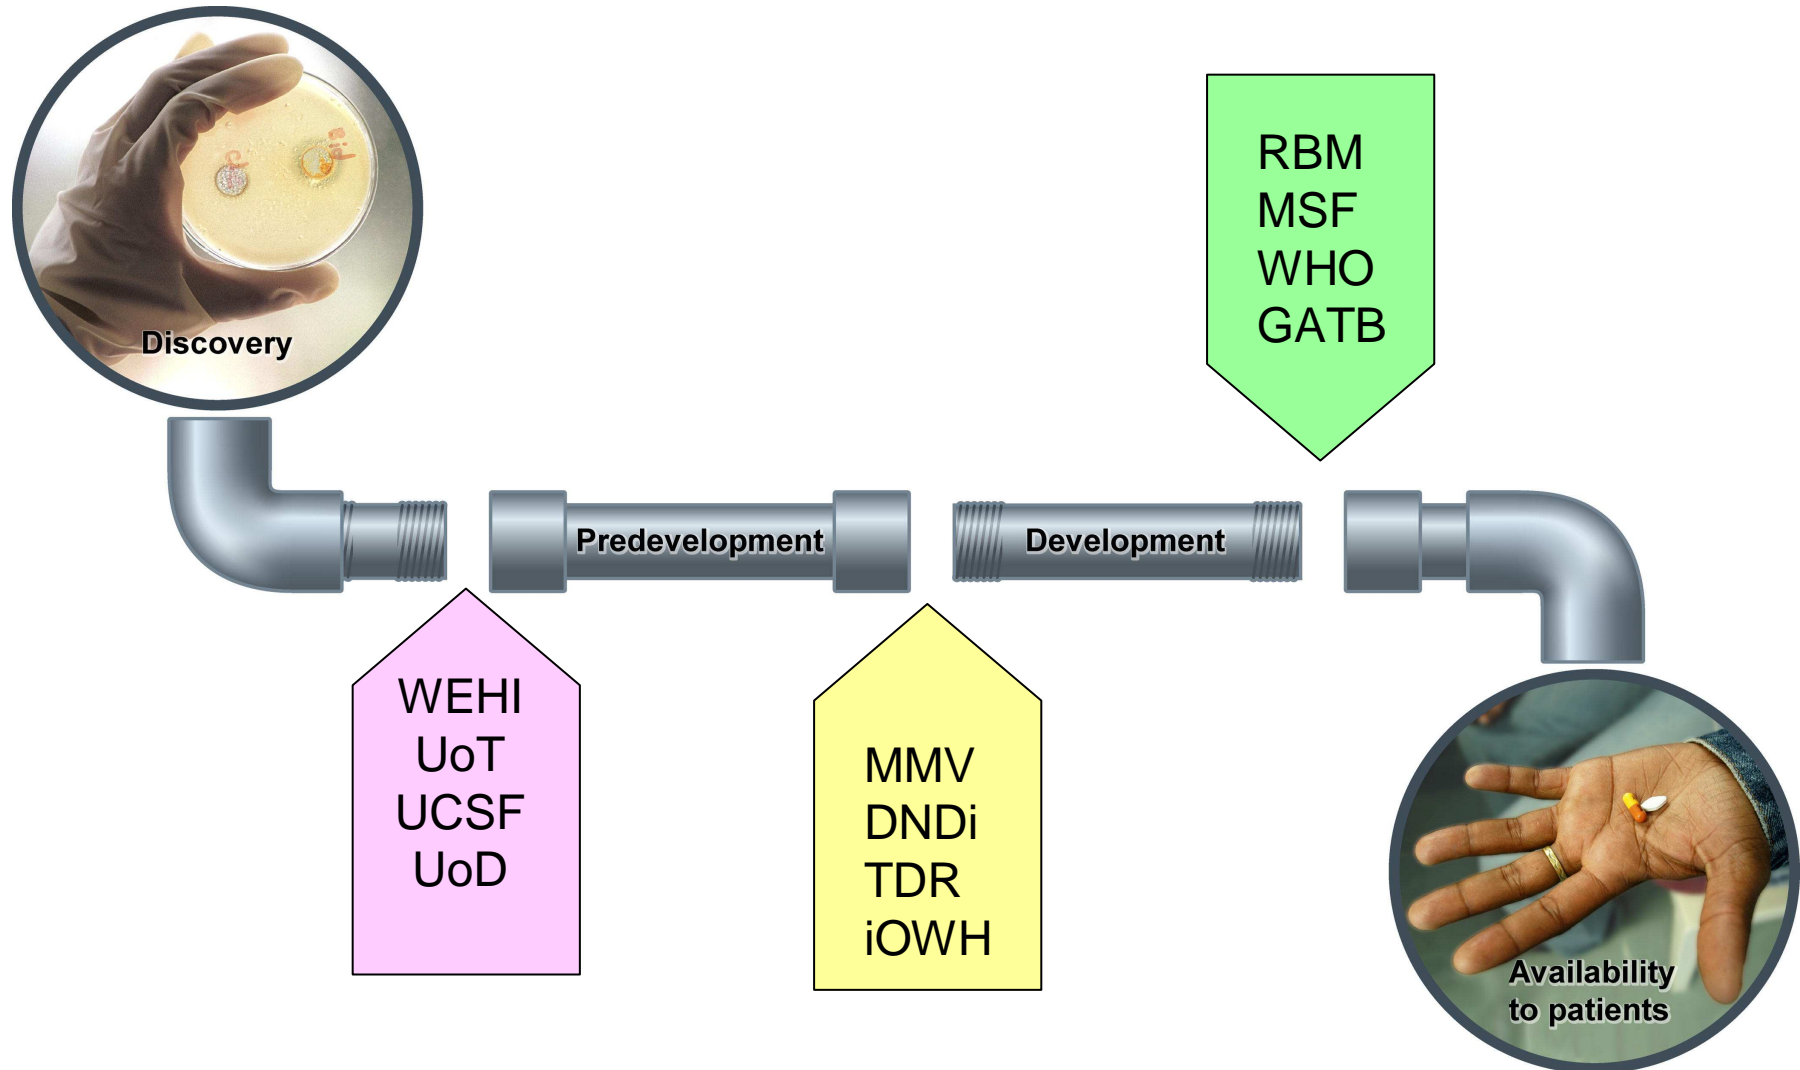 Discovery
RBM
MSF
WHO
GATB
Predevelopment
Development
WEHI
UoT
UCSF
UoD
MMV
DNDi
TDR
iOWH
Availability
to patients